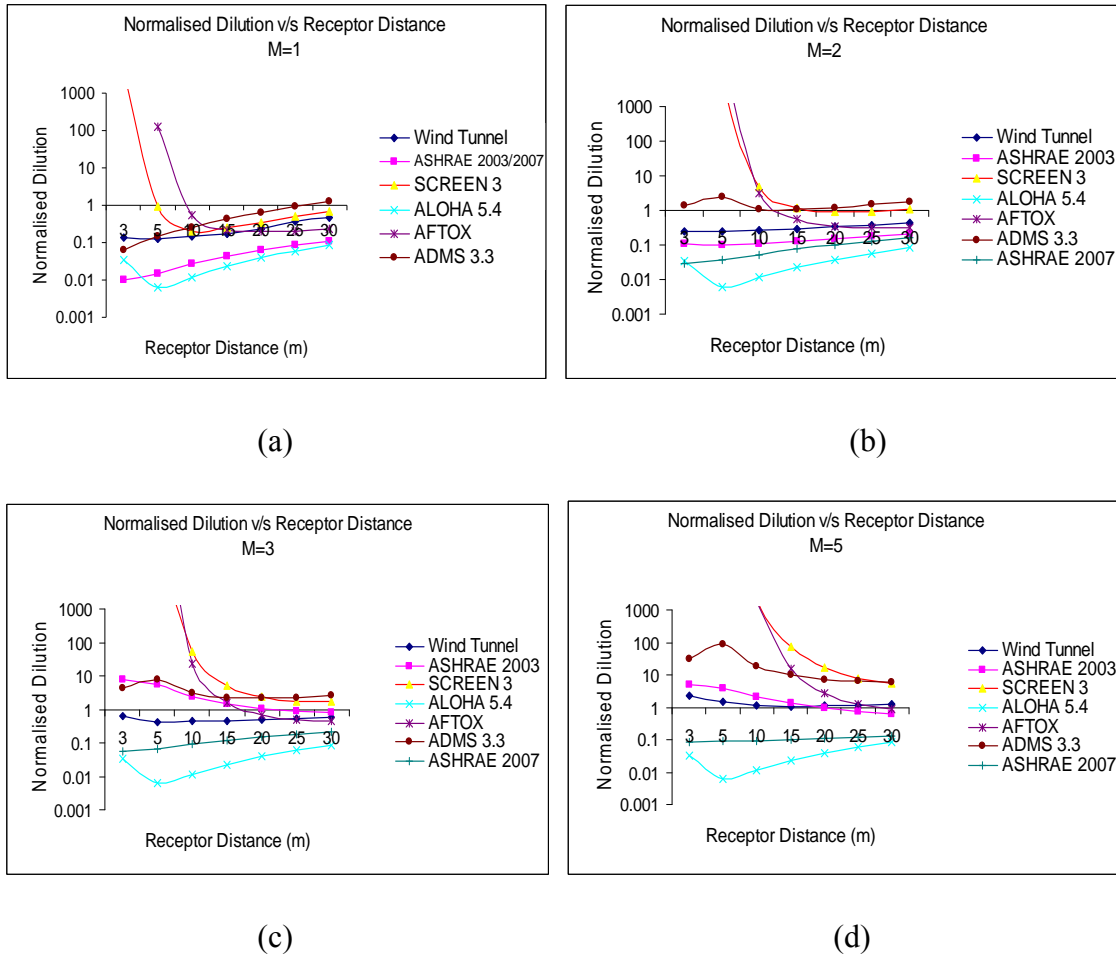 Normalised Dilution v/s Receptor Distance
M=1
Normalised Dilution
1000
100
10
1
0.1
0.01
0.001
3 5 10 15 20 25 30
Receptor Distance (m)
Wind Tunnel
ASHRAE 2003/2007
SCREEN 3
ALOHA 5.4
AFTOX
ADMS 3.3
(a)
Normalised Dilution v/s Receptor Distance
M=2
Normalised Dilution
1000
100
10
1
0.1
0.01
0.001
3 5 10 15 20 25 30
Receptor Distance (m)
Wind Tunnel
ASHRAE 2003
SCREEN 3
ALOHA 5.4
AFTOX
ADMS 3.3
ASHRAE 2007
(b)
Normalised Dilution v/s Receptor Distance
M=3
Normalised Dilution
1000
100
10
1
0.1
0.01
0.001
3 5 10 15 20 25 30
Receptor Distance (m)
Wind Tunnel
ASHRAE 2003
SCREEN 3
ALOHA 5.4
AFTOX
ADMS 3.3
ASHRAE 2007
(c)
Normalised Dilution v/s Receptor Distance
M=5
Normalised Dilution
1000
100
10
1
0.1
0.01
0.001
3 5 10 15 20 25 30
Receptor Distance (m)
Wind Tunnel
ASHRAE 2003
SCREEN 3
ALOHA 5.4
AFTOX
ADMS 3.3
ASHRAE 2007
(d)